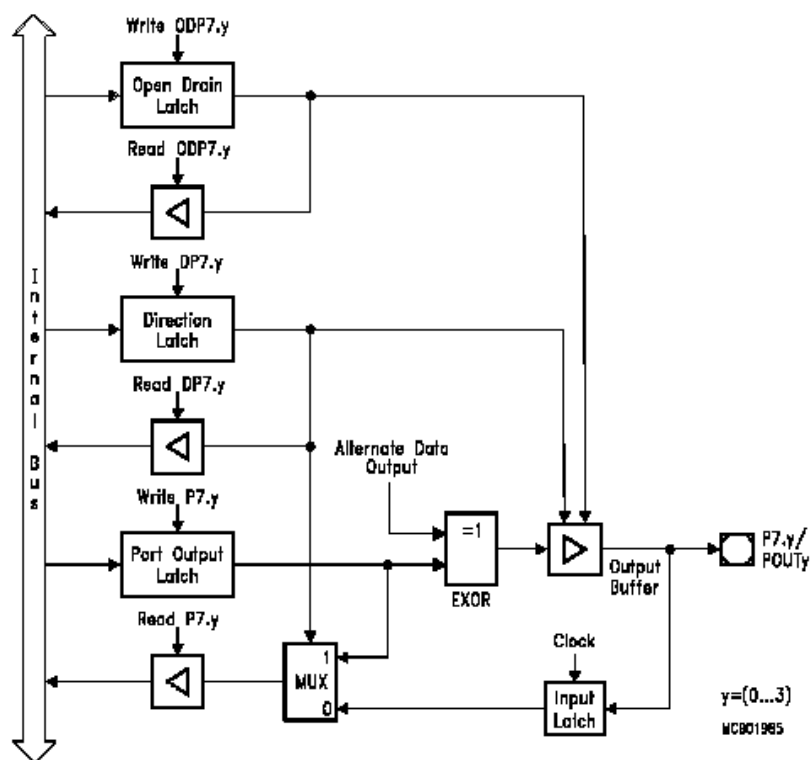 Write ODP7.y
Open Drain
Latch
Read ODP7.y
Write DP7.y
Internal Bus
Direction
Latch
Read DP7.y
Alternate Data
Output
Write P7.y
Port Output
Latch
=1
EXOR
Output
Buffer
P7.y/
POUTy
Read P7.y
1
MUX
0
Clock
Input
Latch
y=(0...3)
MCB01985